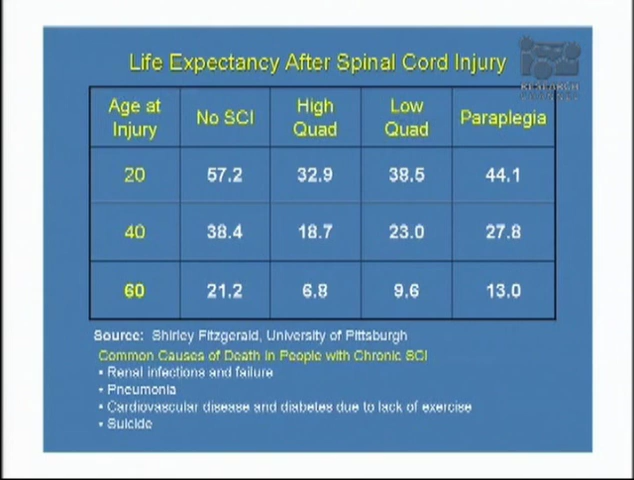 Life Expectancy After Spinal Cord Injury
RESEARCH
Age at Injury No SCI High Quad Low Quad Paraplegia
20 57.2 32.9 38.5 44.1
40 38.4 18.7 23.0 27.8
60 21.2 6.8 9.6 13.0
Source: Shirley Fitzgerald, University of Pittsburgh
Common Causes of Death in People with Chronic SCI
• Renal infections and failure
• Pneumonia
• Cardiovascular disease and diabetes due to lack of exercise
• Suicide